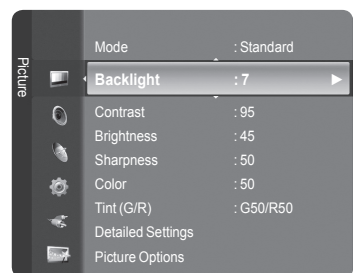 Picture
Mode : Standard
Backlight : 7
Contrast : 95
Brightness : 45
Sharpness : 50
Color : 50
Tint (G/R) : G50/R50
Detailed Settings
Picture Options